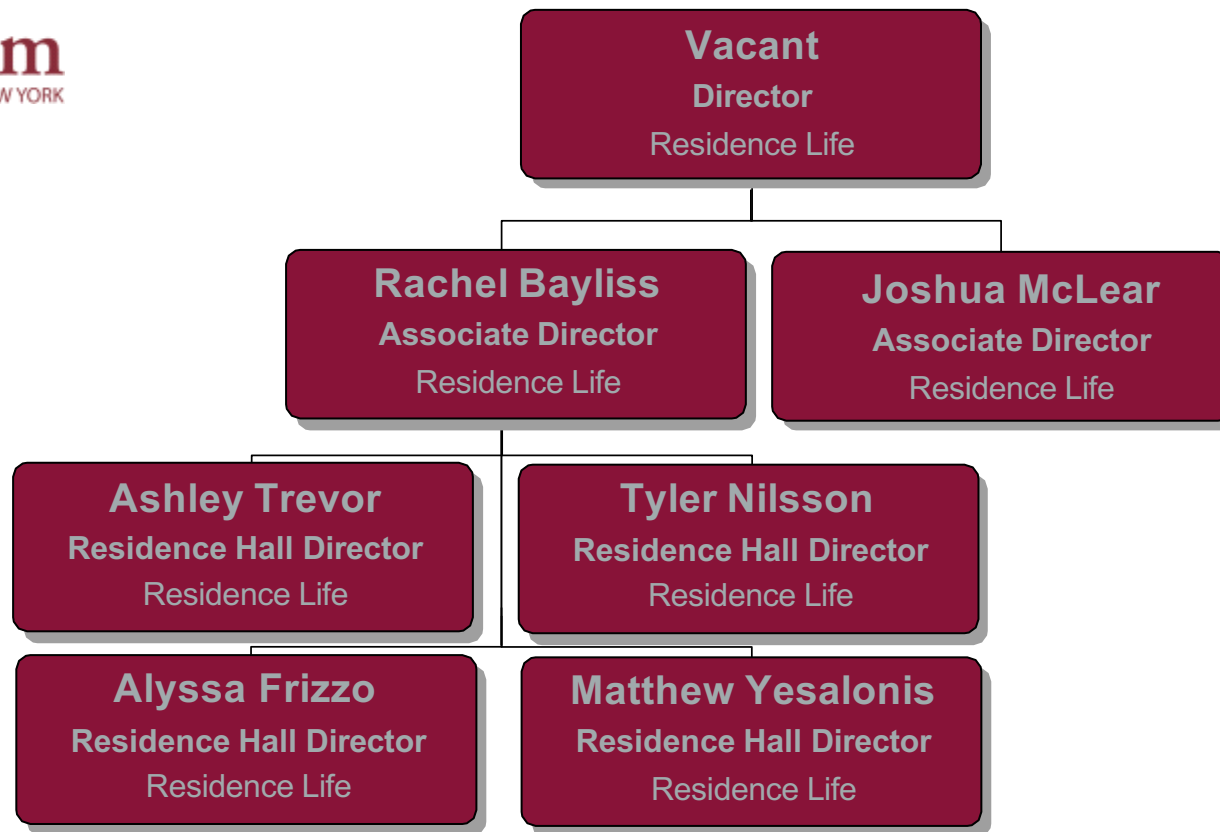 m
W YORK
Vacant
Director
Residence Life
Rachel Bayliss
Associate Director
Residence Life
Joshua McLear
Associate Director
Residence Life
Ashley Trevor
Residence Hall Director
Residence Life
Tyler Nilsson
Residence Hall Director
Residence Life
Alyssa Frizzo
Residence Hall Director
Residence Life
Matthew Yesalonis
Residence Hall Director
Residence Life